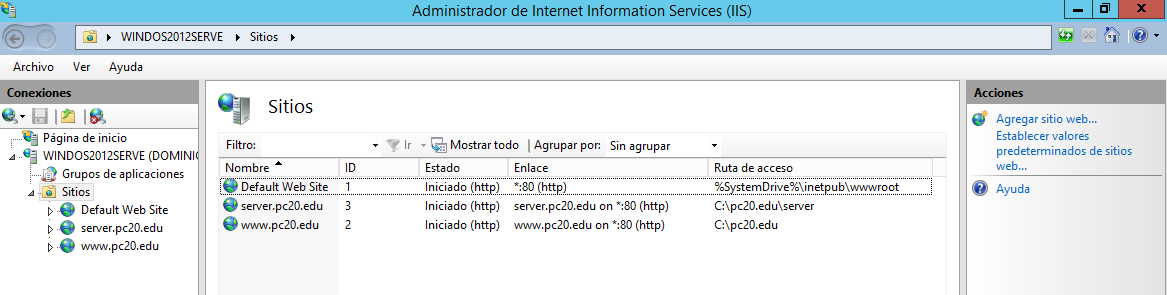 Administrador de Internet Information Services (IIS)
WINDOS2012SERVE Sitios
Archivo Ver Ayuda
Conexiones
Página de inicio
WINDOS2012SERVE (DOMINIC
Grupos de aplicaciones
Sitios
Default Web Site
server.pc20.edu
www.pc20.edu
Sitios
Filtro: Ir Mostrar todo Agrupar por: Sin agrupar
Nombre ID Estado Enlace Ruta de acceso
Default Web Site 1 Iniciado (http) *:80 (http) %SystemDrive%\inetpub\wwwroot
server.pc20.edu 3 Iniciado (http) server.pc20.edu on *:80 (http) C:\pc20.edu\server
www.pc20.edu 2 Iniciado (http) www.pc20.edu on *:80 (http) C:\pc20.edu
Acciones
Agregar sitio web...
Establecer valores
predeterminados de sitios
web...
Ayuda